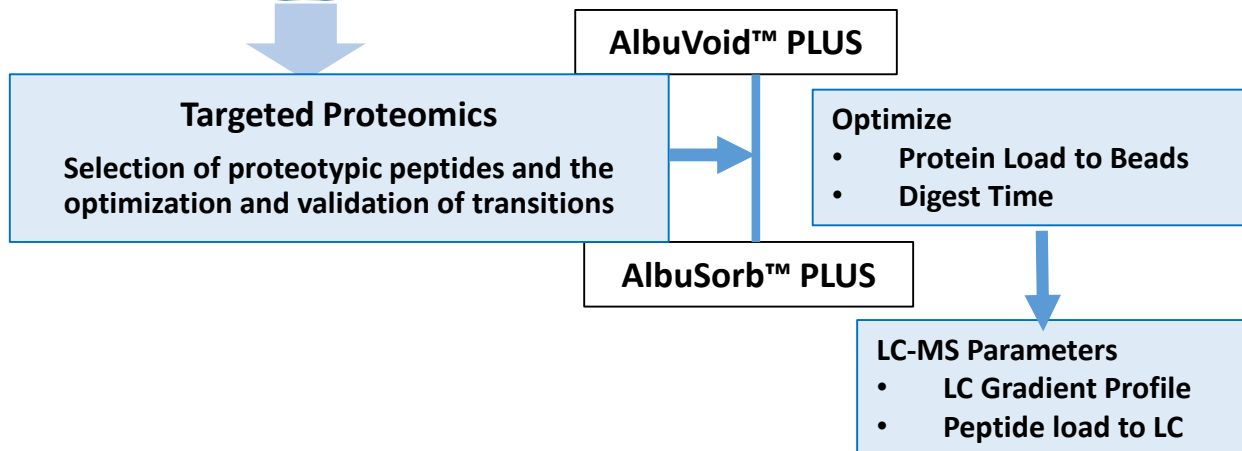 AlbuVoid™ PLUS
Targeted Proteomics
Selection of proteotypic peptides and the
optimization and validation of transitions
AlbuSorb™ PLUS
Optimize
• Protein Load to Beads
• Digest Time
LC-MS Parameters
• LC Gradient Profile
• Peptide load to LC